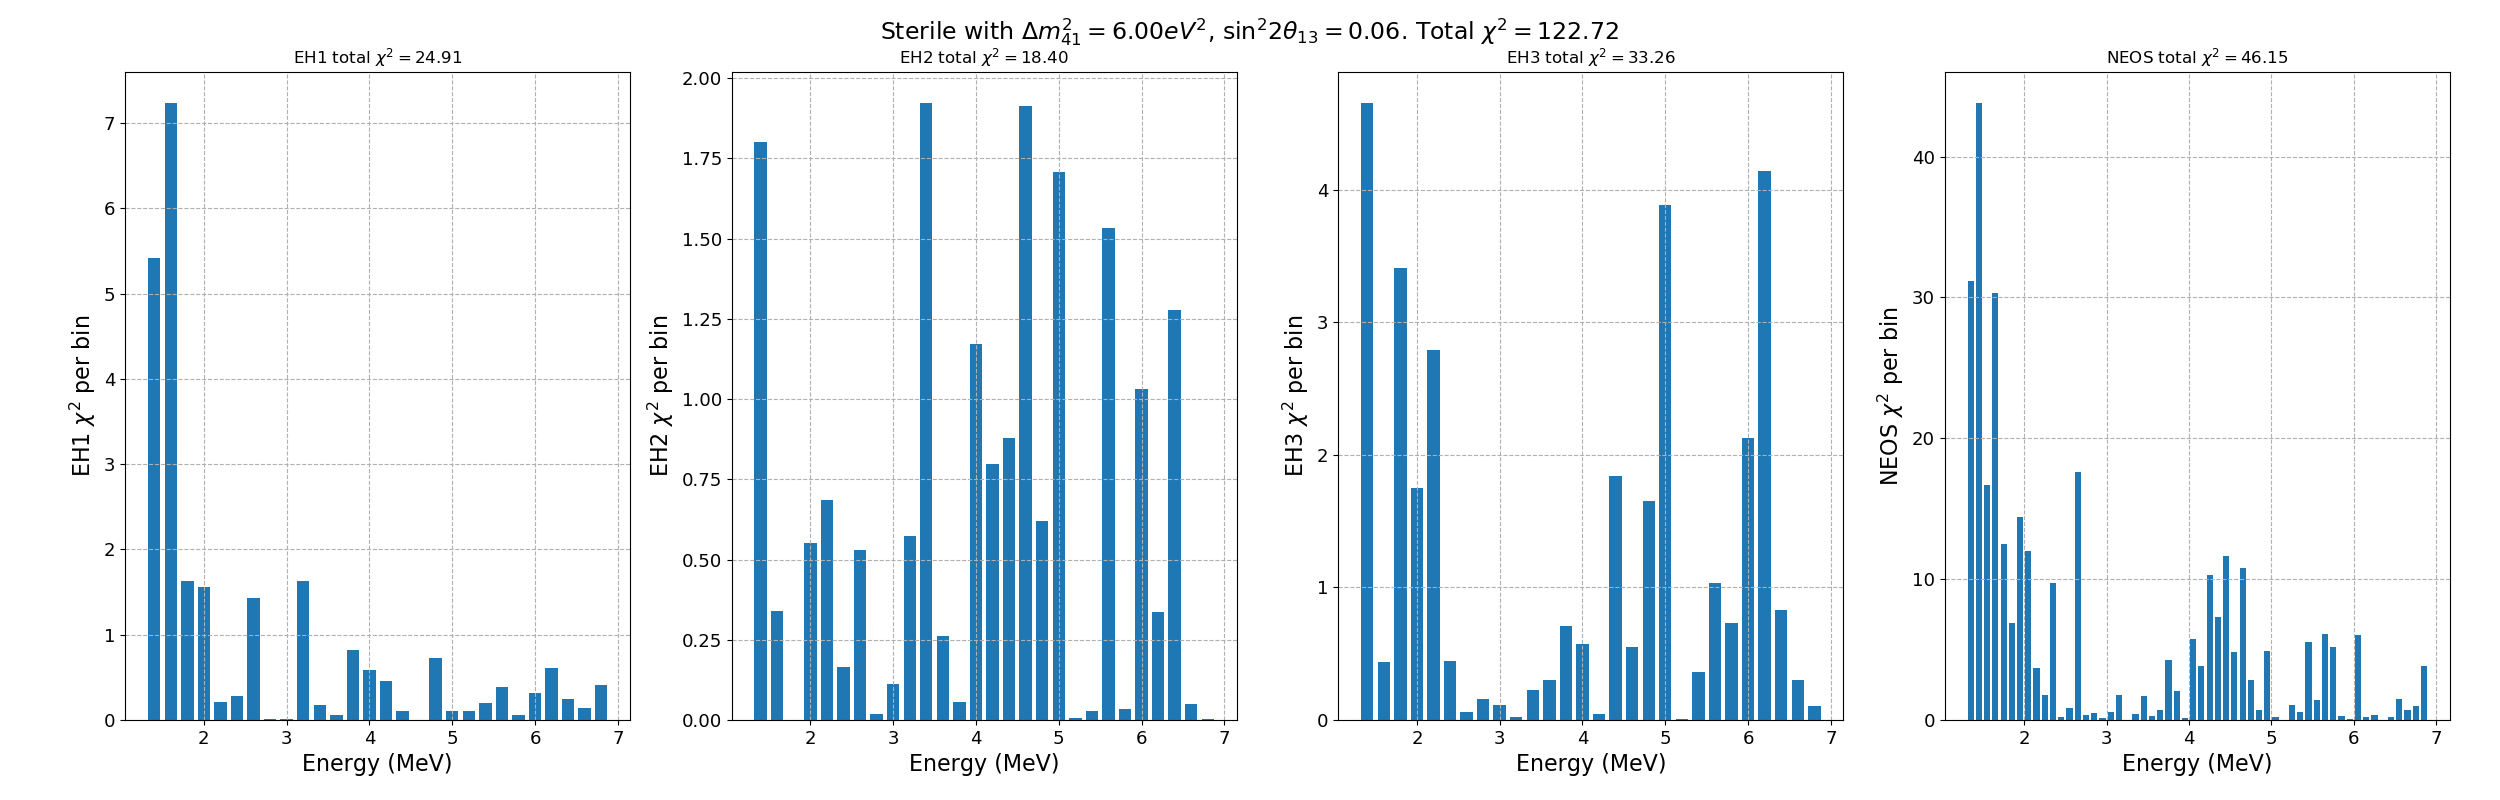 Sterile with Δm²₄₁ = 6.00eV², sin²2θ₁₃ = 0.06. Total χ² = 122.72
EH1 total χ² = 24.91
EH1 χ² per bin
7
6
5
4
3
2
1
0
2 3 4 5 6 7
Energy (MeV)
EH2 total χ² = 18.40
EH2 χ² per bin
2.00
1.75
1.50
1.25
1.00
0.75
0.50
0.25
0.00
2 3 4 5 6 7
Energy (MeV)
EH3 total χ² = 33.26
EH3 χ² per bin
4
3
2
1
0
2 3 4 5 6 7
Energy (MeV)
NEOS total χ² = 46.15
NEOS χ² per bin
40
30
20
10
0
2 3 4 5 6 7
Energy (MeV)